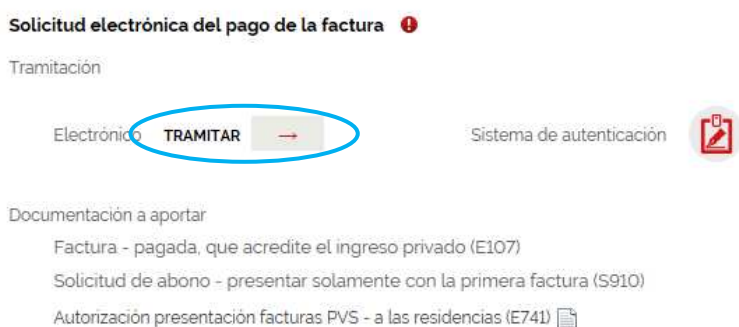 Solicitud electrónica del pago de la factura
Tramitación
Electrónico TRAMITAR → Sistema de autenticación
Documentación a aportar
Factura - pagada, que acredite el ingreso privado (E107)
Solicitud de abono - presentar solamente con la primera factura (S910)
Autorización presentación facturas PVS - a las residencias (E741)